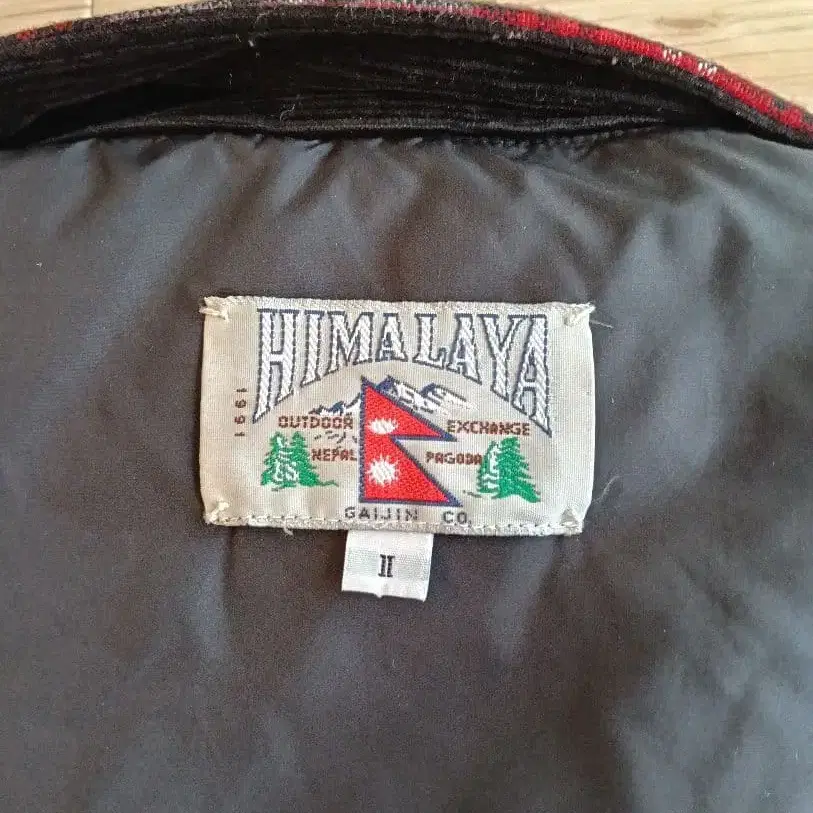 HIMALAYA
1991
OUTDOOR EXCHANGE
NEPAL PAGODA
GAIJIN CO.
II